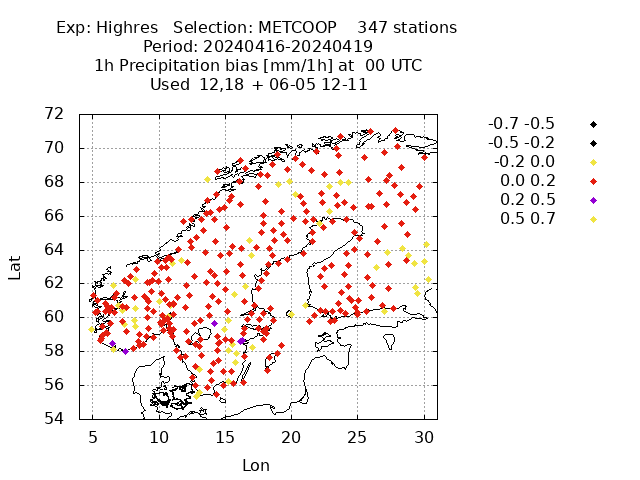 Exp: Highres   Selection: METCOOP    347 stations
Period: 20240416-20240419
1h Precipitation bias [mm/1h] at  00 UTC
Used  12,18  + 06-05 12-11
-0.7 -0.5
-0.5 -0.2
-0.2 0.0
0.0 0.2
0.2 0.5
0.5 0.7
72
70
68
66
64
62
60
58
56
54
Lat
5 10 15 20 25 30
Lon